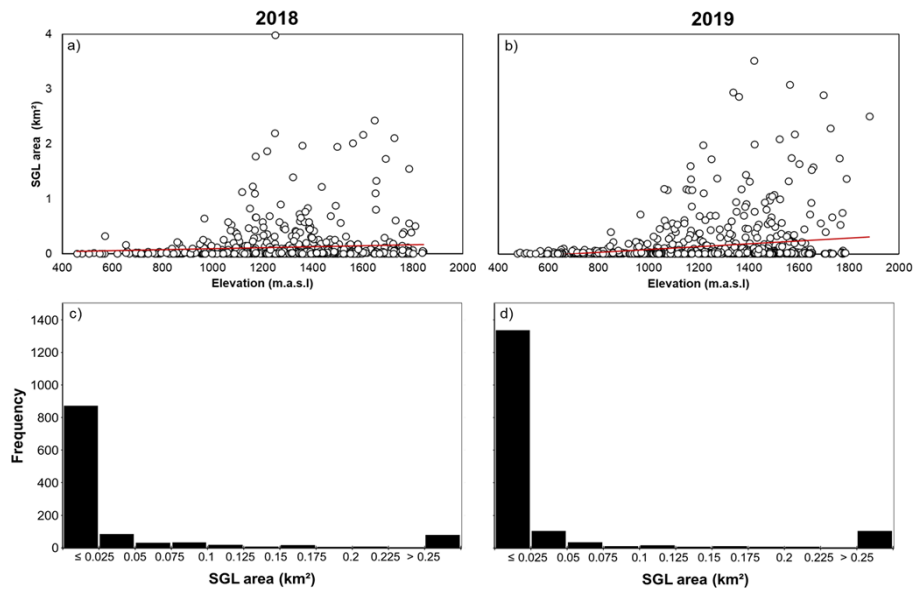 2018 2019
a) b)
4
3
2
1
0
SGL area (km²)
400 600 800 1000 1200 1400 1600 1800 2000
400 600 800 1000 1200 1400 1600 1800 2000
Elevation (m.a.s.l) Elevation (m.a.s.l)
c) d)
1400
1200
1000
800
600
400
200
0
Frequency
≤ 0.025 0.05 0.075 0.1 0.125 0.15 0.175 0.2 0.225 > 0.25
≤ 0.025 0.05 0.075 0.1 0.125 0.15 0.175 0.2 0.225 > 0.25
SGL area (km²) SGL area (km²)